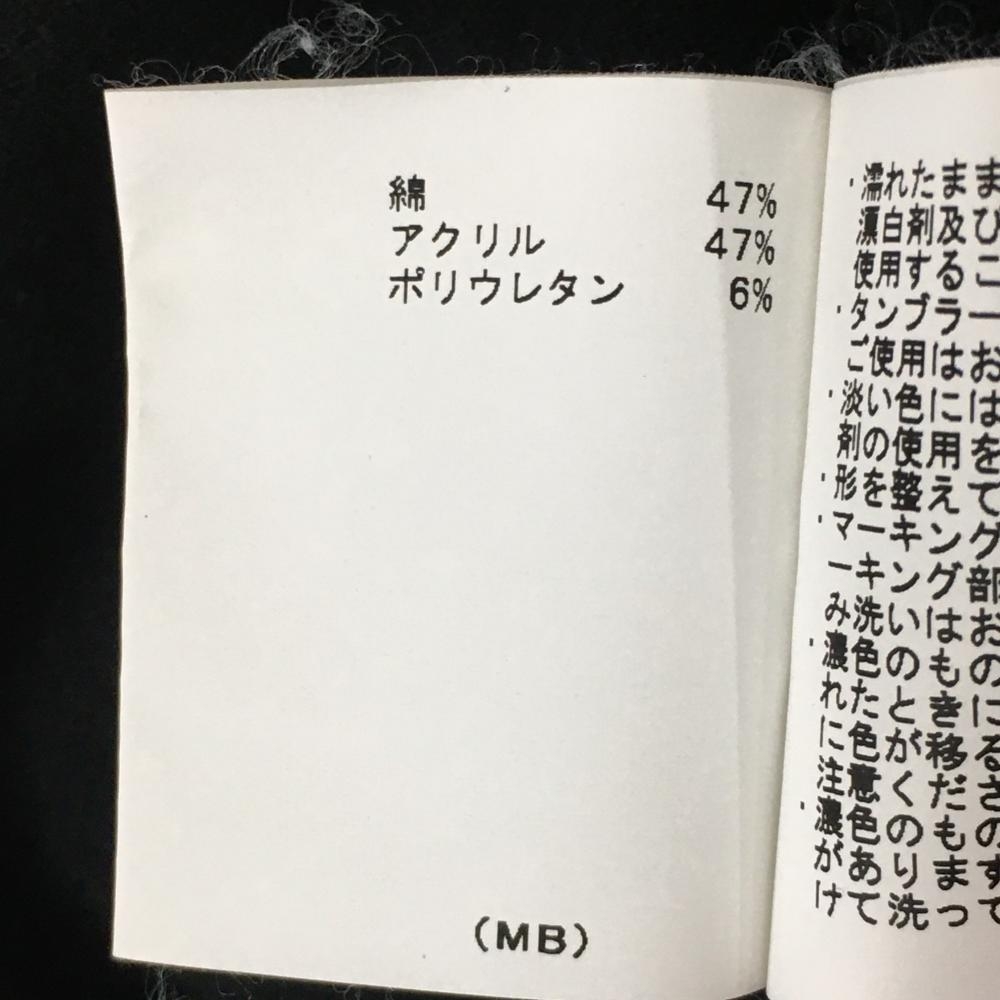 綿 47%
アクリル 47%
ポリウレタン 6%
(MB)
・濡れたまま
漂白剤及び
使用するこ
・タンブラー
ご使用はお
・淡い色には
剤の使用を
・形を整えて
・マーキング
ーキング部
み洗いはお
・濃色のもの
れたときに
に色が移る
注意くださ
・濃色のもの
があります
けて洗って